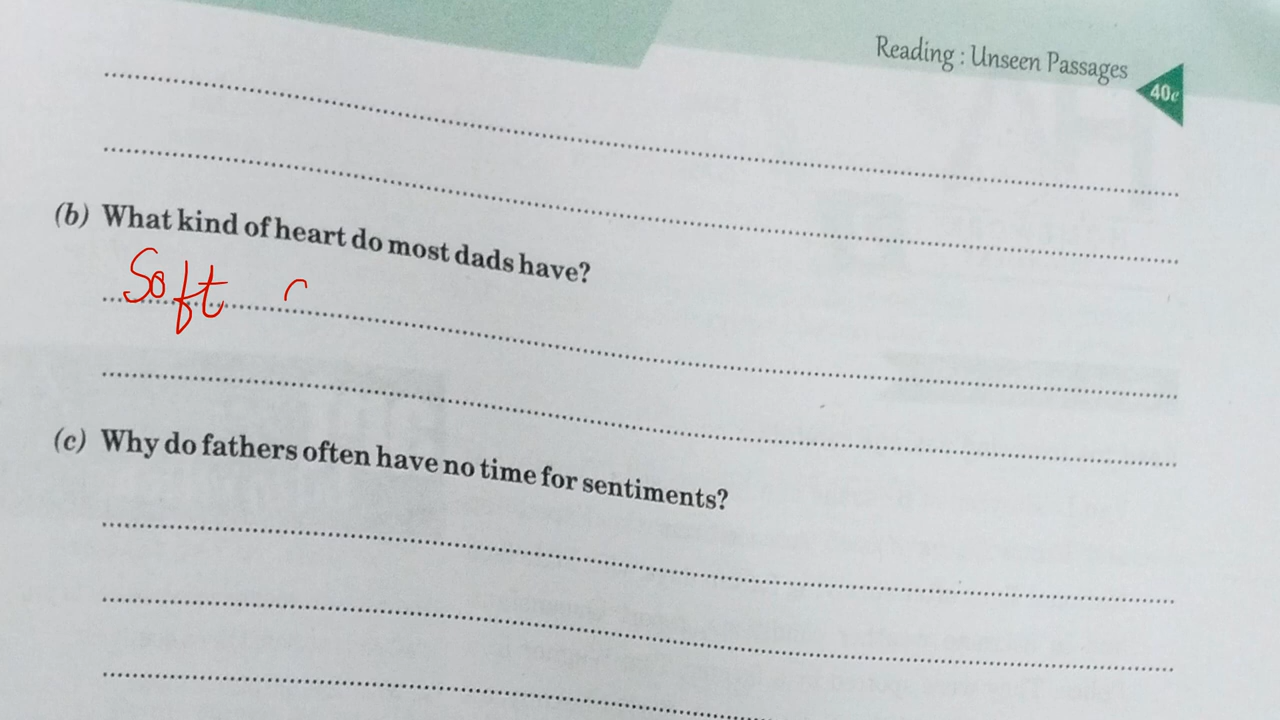 Reading : Unseen Passages
40e
(b) What kind of heart do most dads have?
Soft
(c) Why do fathers often have no time for sentiments?